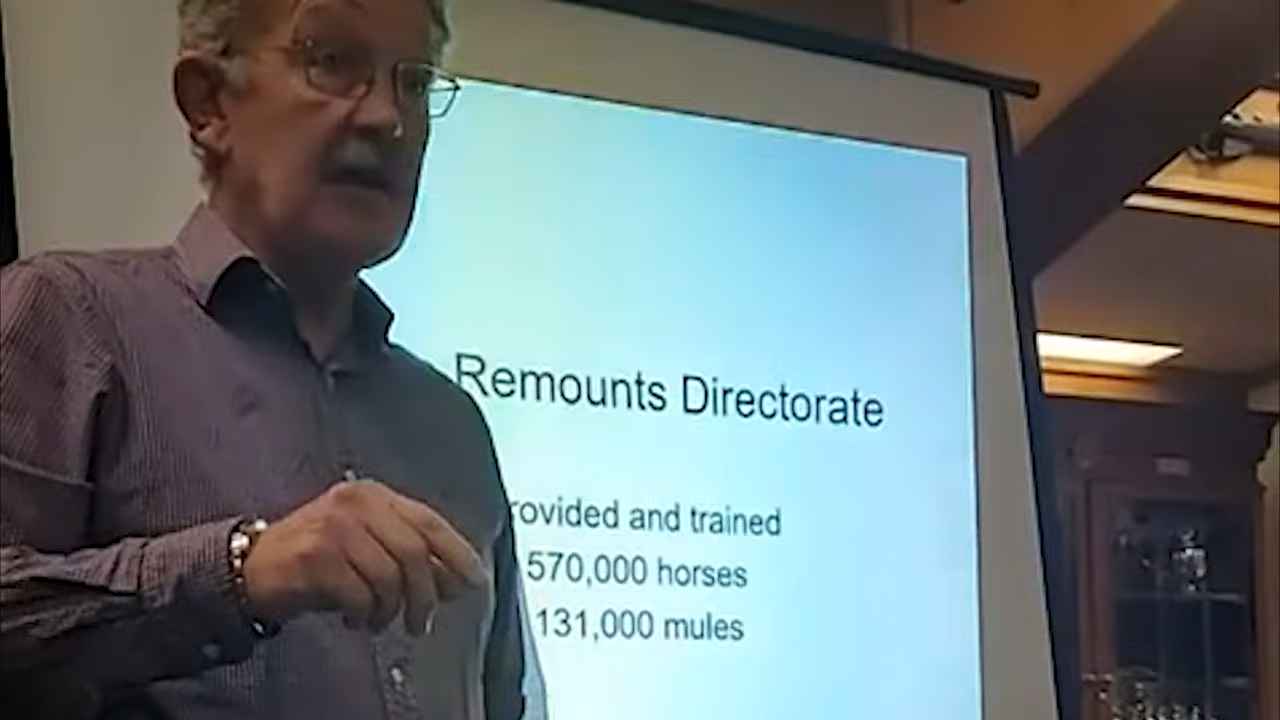 Remounts Directorate
rovided and trained
570,000 horses
131,000 mules